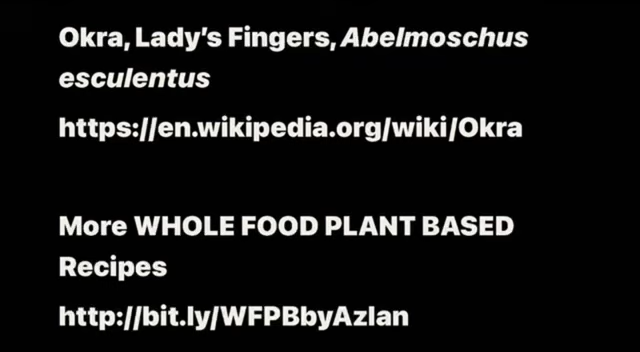 Okra, Lady's Fingers, Abelmoschus
esculentus
https://en.wikipedia.org/wiki/Okra
More WHOLE FOOD PLANT BASED
Recipes
http://bit.ly/WFPBbyAzlan